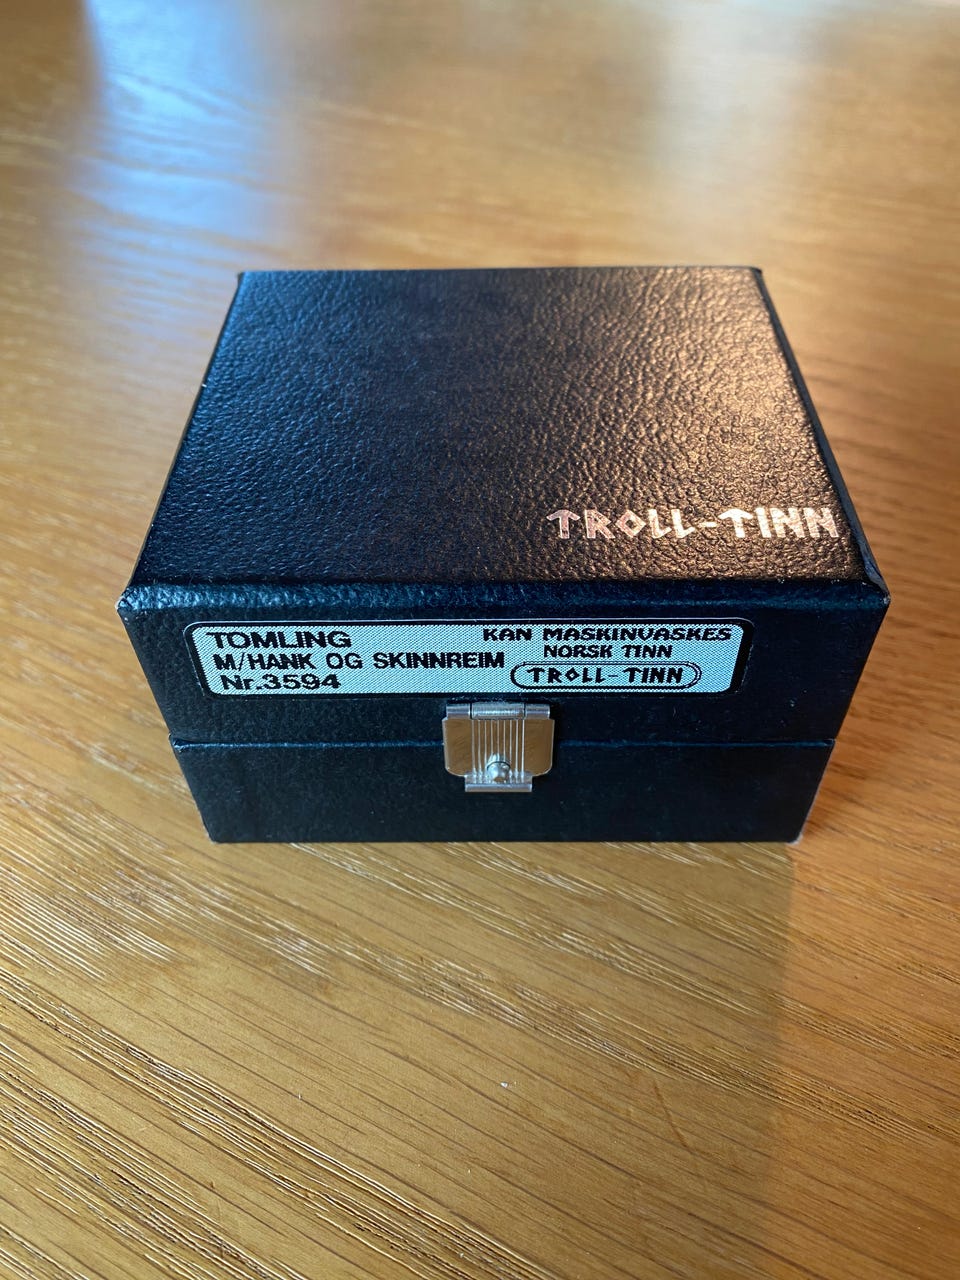 TROLL-TINN
TOMLING
M/HANK OG SKINNREIM
Nr.3594
KAN MASKINVASKES
NORSK TINN
TROLL-TINN